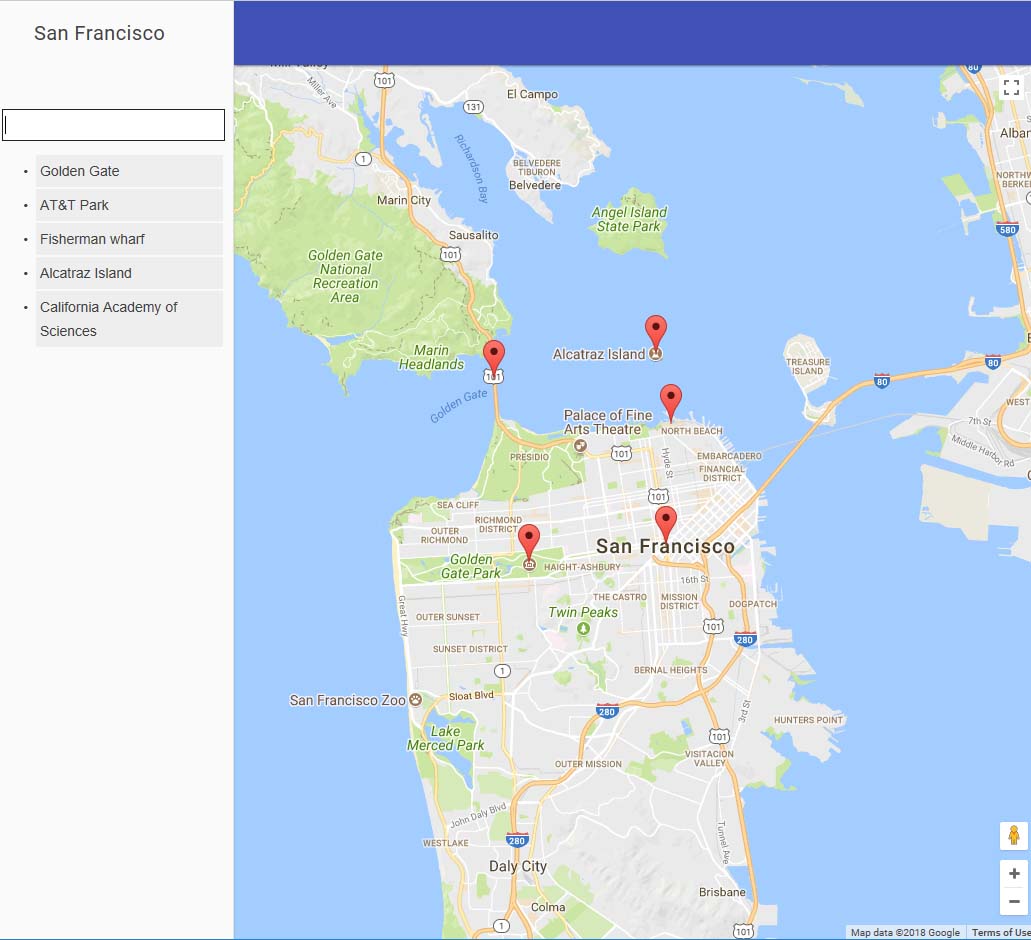 San Francisco
Golden Gate
AT&T Park
Fisherman wharf
Alcatraz Island
California Academy of
Sciences
80
101
Miller Ave
El Campo
131
Richardson Bay
1
BELVEDERE
TIBURON
Belvedere
Marin City
Angel Island
State Park
Sausalito
101
580
Golden Gate
National
Recreation
Area
Marin
Headlands
Alcatraz Island
101
Golden Gate
TREASURE
ISLAND
80
80
WEST
7th St
Middle Harbor Rd
Palace of Fine
Arts Theatre
NORTH BEACH
Hyde St
101
PRESIDIO
EMBARCADERO
FINANCIAL
DISTRICT
101
SEA CLIFF
RICHMOND
DISTRICT
OUTER
RICHMOND
San Francisco
Golden
Gate Park
HAIGHT-ASHBURY
16th St
Great Hwy
THE CASTRO
MISSION
DISTRICT
DOGPATCH
Twin Peaks
OUTER SUNSET
101
280
SUNSET DISTRICT
1
BERNAL HEIGHTS
San Francisco Zoo
Sloat Blvd
280
3rd St
HUNTERS POINT
Lake
Merced Park
101
VISITACION
VALLEY
OUTER MISSION
John Daly Blvd
WESTLAKE
280
Tunnel Ave
Daly City
Brisbane
Colma
1
101
Map data ©2018 Google
Terms of Use